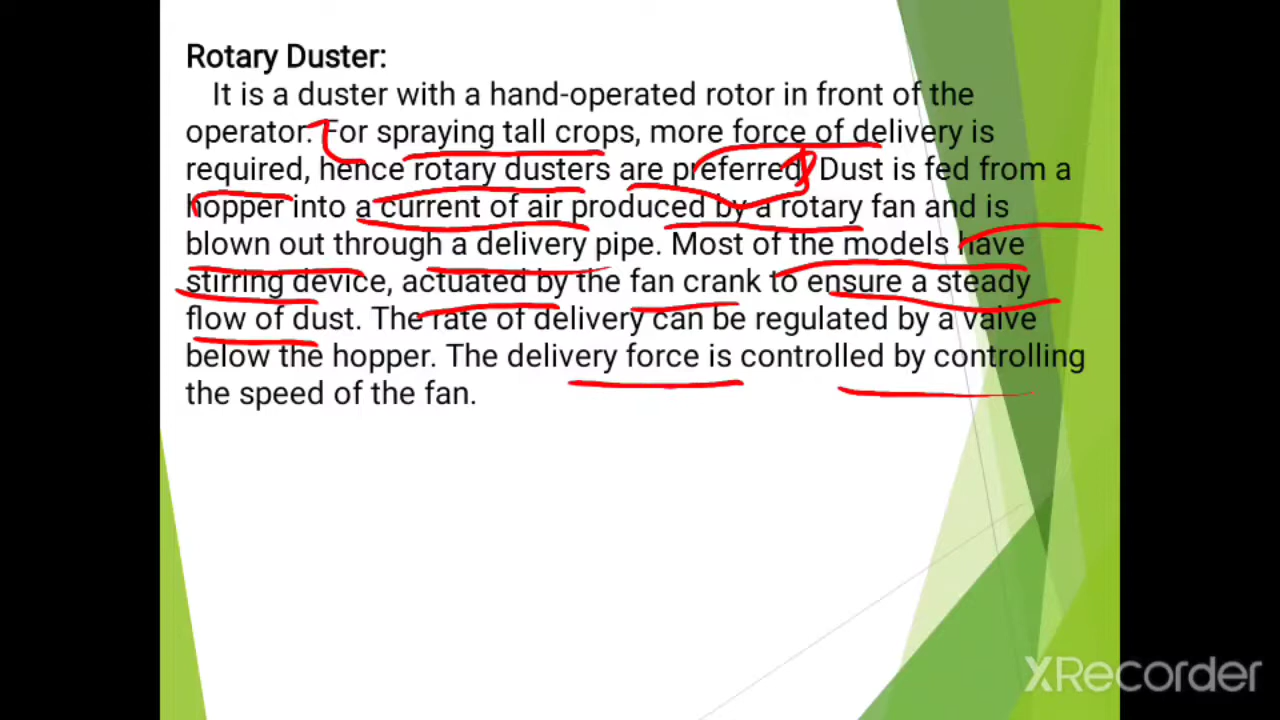 Rotary Duster:
It is a duster with a hand-operated rotor in front of the
operator. For spraying tall crops, more force of delivery is
required, hence rotary dusters are preferred. Dust is fed from a
hopper into a current of air produced by a rotary fan and is
blown out through a delivery pipe. Most of the models have
stirring device, actuated by the fan crank to ensure a steady
flow of dust. The rate of delivery can be regulated by a valve
below the hopper. The delivery force is controlled by controlling
the speed of the fan.
XRecorder